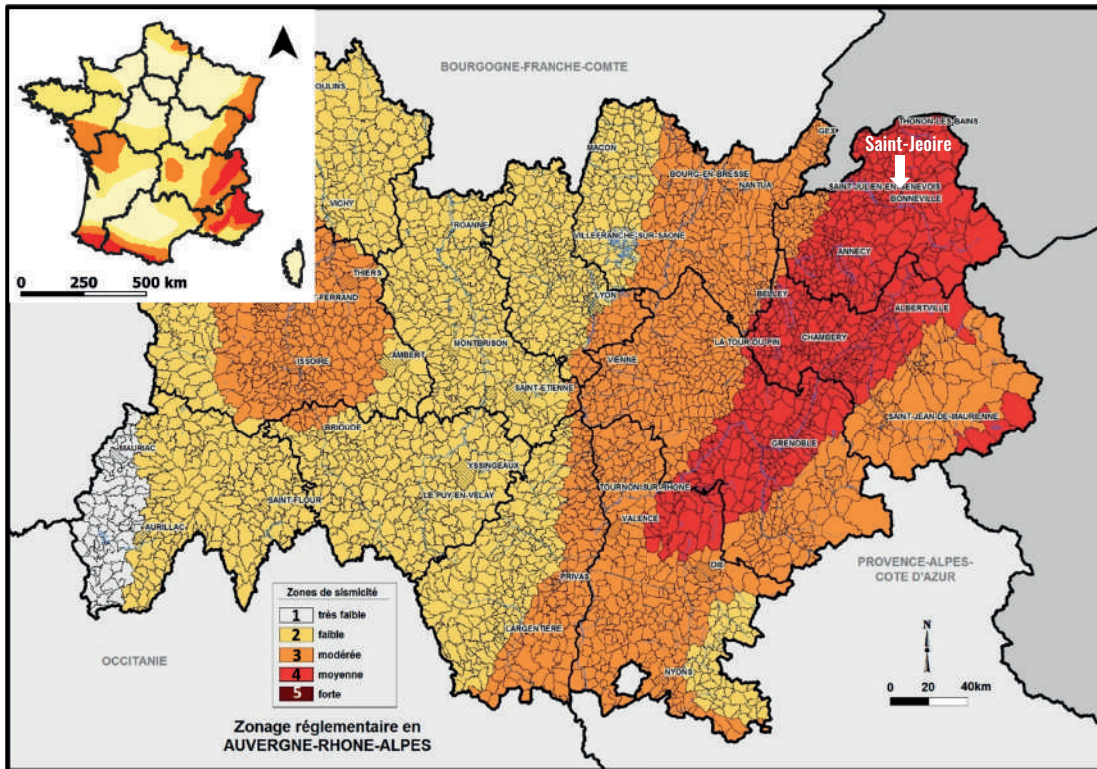 BOURGOGNE-FRANCHE-COMTE
OULINS
THONON-LES-BAINS
GEX
Saint-Jeoire
MACON
BOURG-EN-BRESSE
NANTUA
SAINT-JULIEN-EN-GENEVOIS
BONNEVILLE
VICHY
ROANNE
VILLEFRANCHE-SUR-SAONE
ANNECY
0 250 500 km
THIERS
T-FERRAND
LYON
BELLEY
ALBERTVILLE
ISSOIRE
AMBERT
MONTBRISON
VIENNE
LA TOUR-DU-PIN
CHAMBERY
SAINT-ETIENNE
SAINT-JEAN-DE-MAURIENNE
BRIOUDE
MAURIAC
GRENOBLE
YSSINGEAUX
SAINT-FLOUR
LE PUY-EN-VELAY
TOURNON-SUR-RHONE
AURILLAC
VALENCE
DIE
PROVENCE-ALPES-
COTE D'AZUR
PRIVAS
Zones de sismicité
1 très faible
2 faible
3 modérée
4 moyenne
5 forte
LARGENTIERE
OCCITANIE
NYONS
N
0 20 40km
Zonage réglementaire en
AUVERGNE-RHONE-ALPES